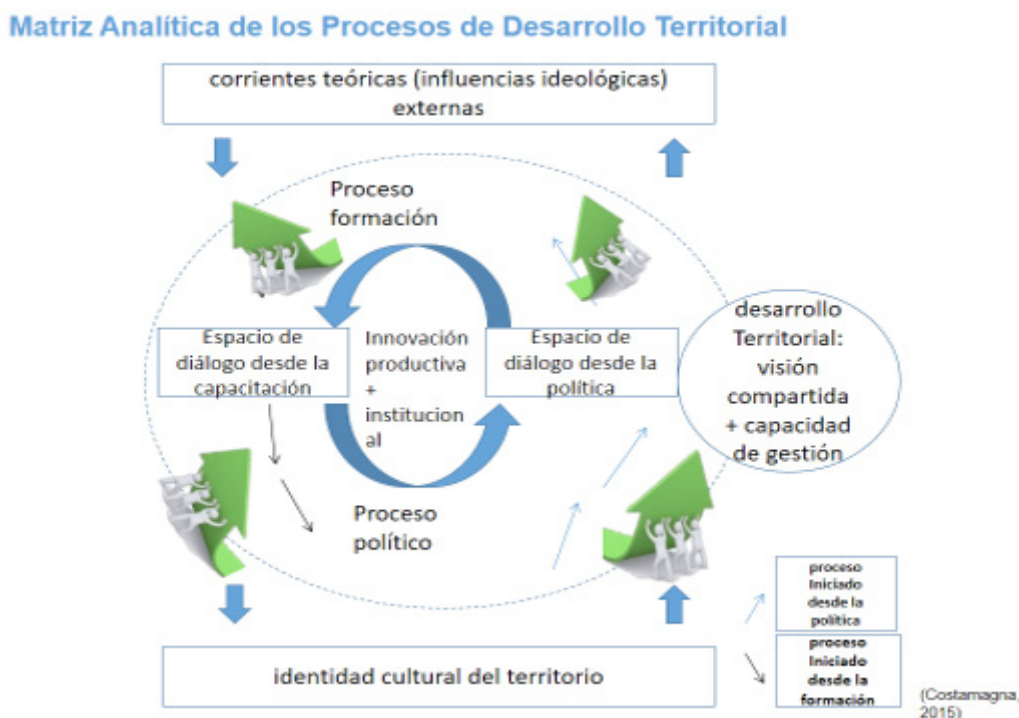 Matriz Analítica de los Procesos de Desarrollo Territorial
corrientes teóricas (influencias ideológicas)
externas
Proceso
formación
Espacio de
diálogo desde la
capacitación
Innovación
productiva
+
institucion
al
Espacio de
diálogo desde la
política
desarrollo
Territorial:
visión
compartida
+ capacidad
de gestión
Proceso
político
identidad cultural del territorio
proceso
Iniciado
desde la
política
proceso
Iniciado
desde la
formación
(Costamagna,
2015)